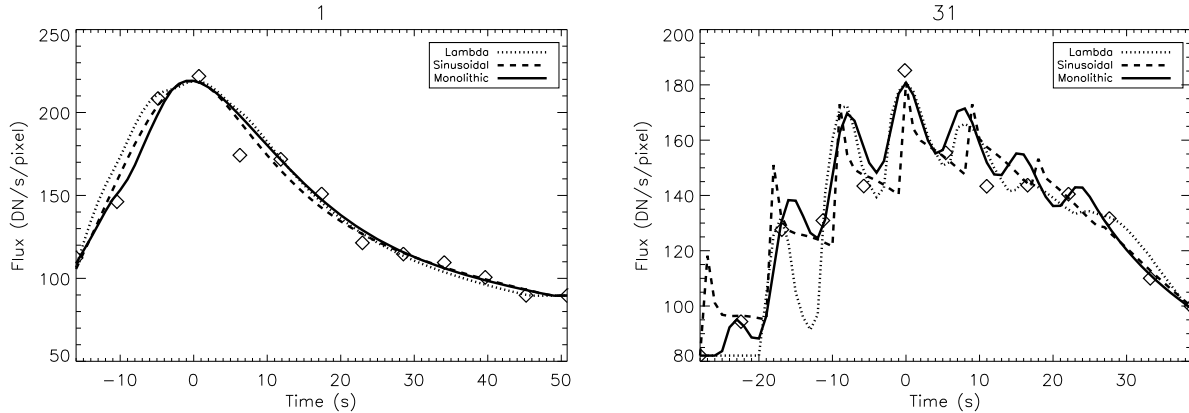 1
Flux (DN/s/pixel)
250
200
150
100
50
Lambda
Sinusoidal
Monolithic
−10 0 10 20 30 40 50
Time (s)
31
Flux (DN/s/pixel)
200
180
160
140
120
100
80
Lambda
Sinusoidal
Monolithic
−20 −10 0 10 20 30
Time (s)